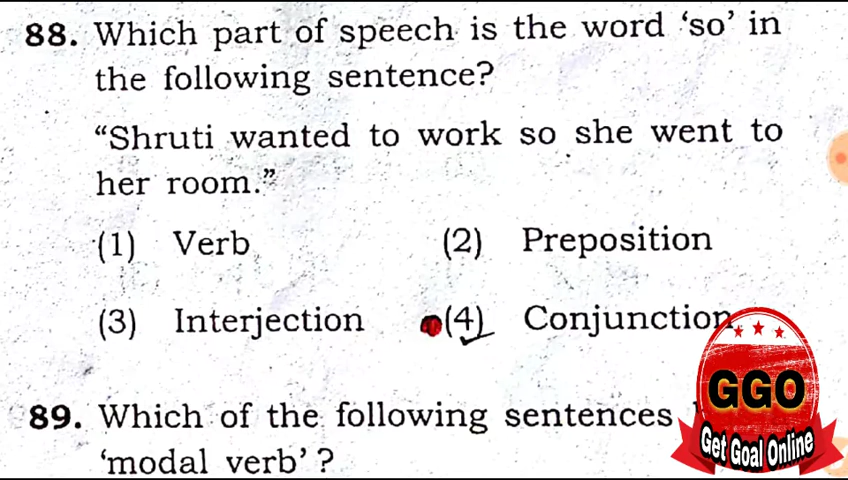 88. Which part of speech is the word ‘so’ in
the following sentence?
“Shruti wanted to work so she went to
her room.”
(1) Verb (2) Preposition
(3) Interjection (4) Conjunction
89. Which of the following sentences
‘modal verb’ ?
GGO
Get Goal Online